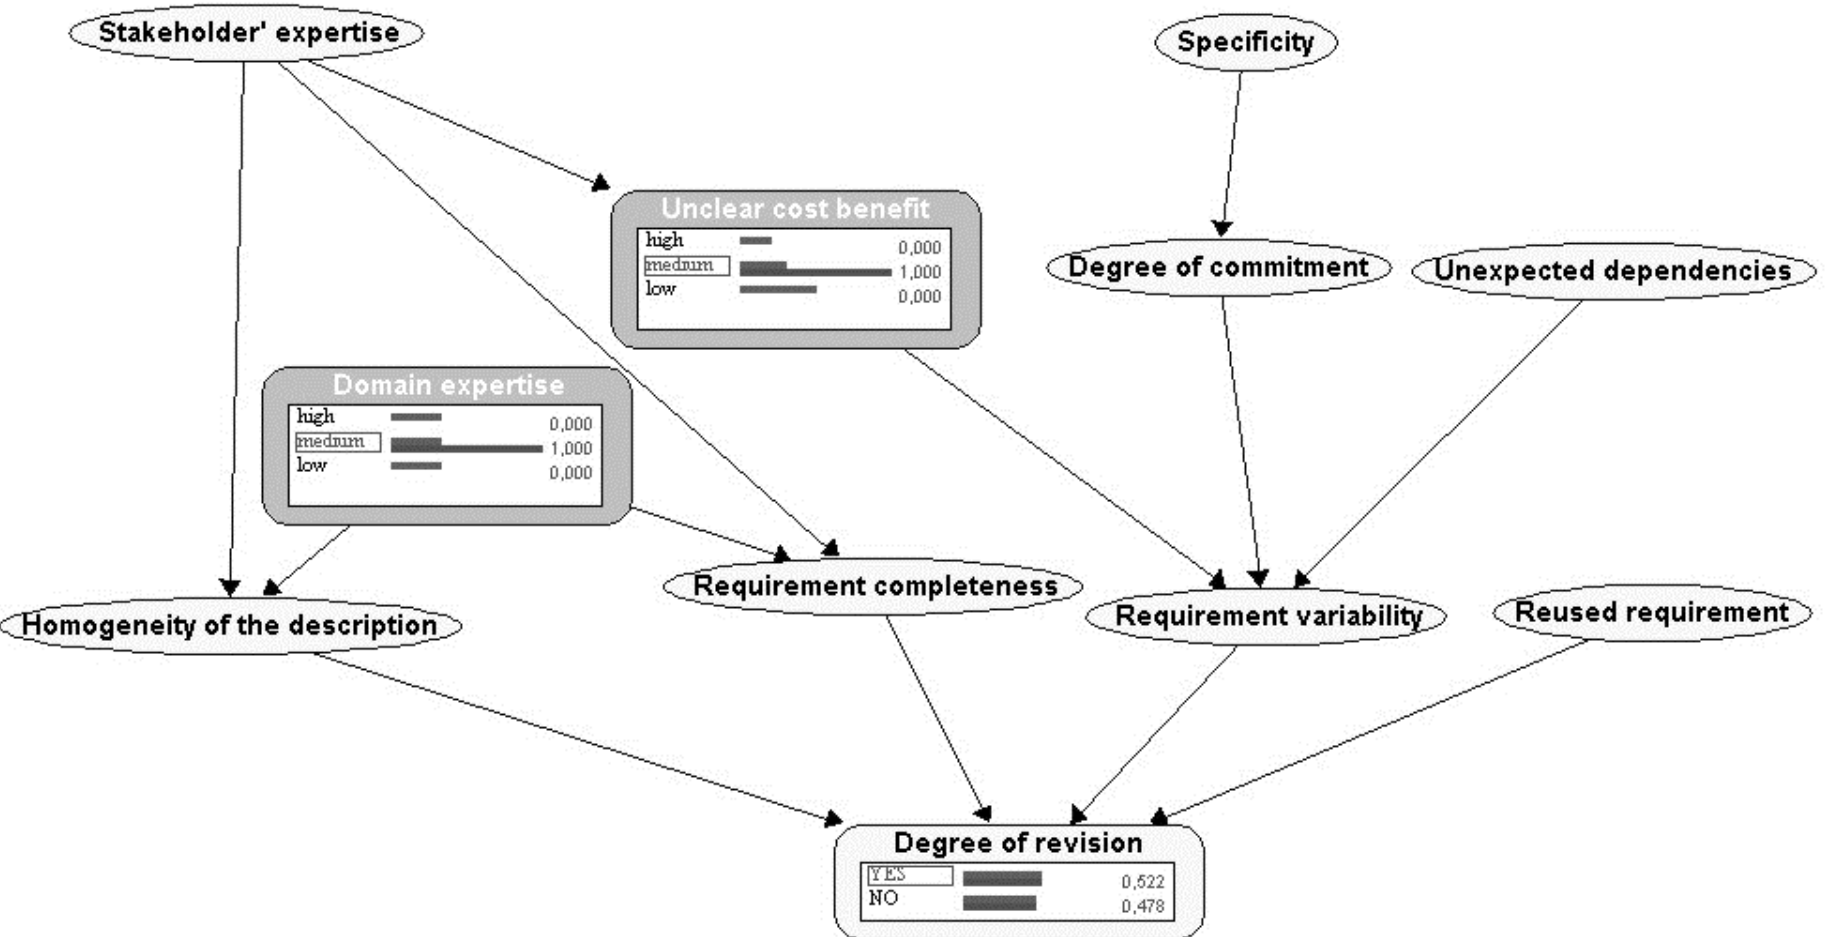 Stakeholder' expertise
Specificity
Unclear cost benefit
high 0,000
medium 1,000
low 0,000
Degree of commitment
Unexpected dependencies
Domain expertise
high 0,000
medium 1,000
low 0,000
Requirement completeness
Requirement variability
Reused requirement
Homogeneity of the description
Degree of revision
YES 0,522
NO 0,478